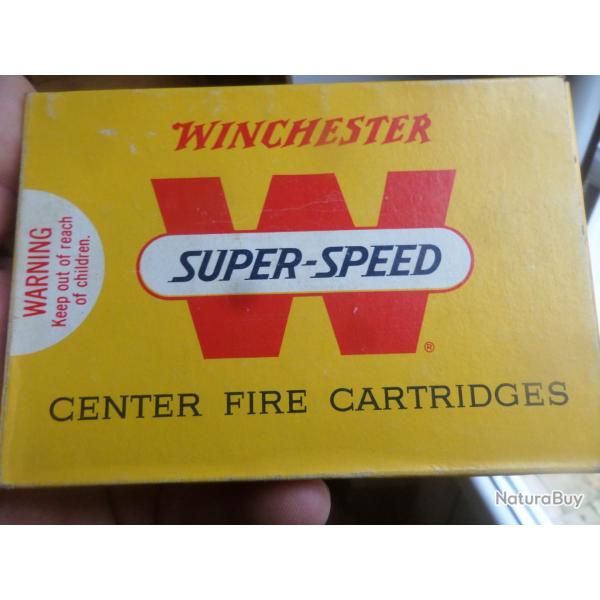 WINCHESTER
W
SUPER-SPEED
®
CENTER FIRE CARTRIDGES
WARNING
Keep out of reach
of children.
NaturaBuy